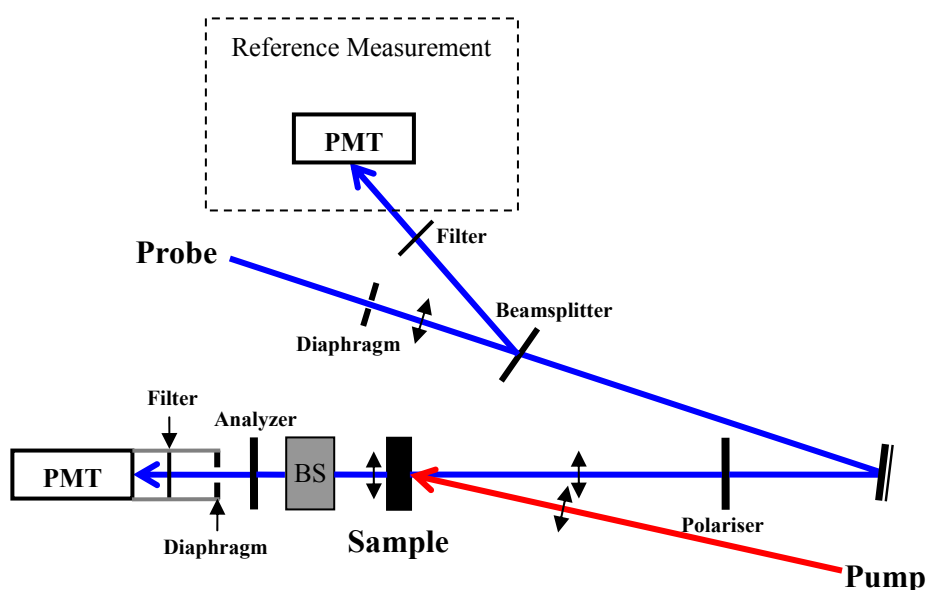 Reference Measurement
PMT
Filter
Probe
Beamsplitter
Diaphragm
Filter
Analyzer
PMT
BS
Diaphragm
Sample
Polariser
Pump